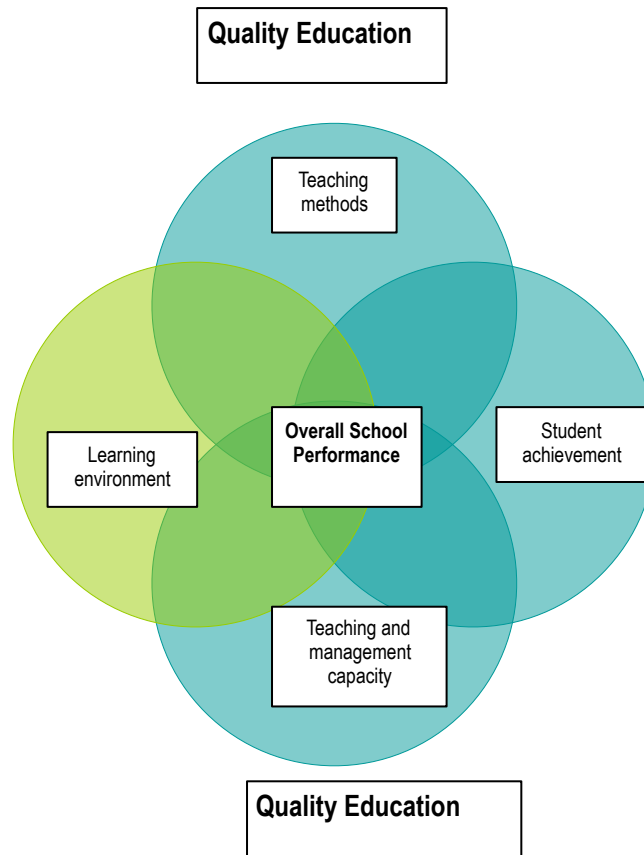 Quality Education
Teaching
methods
Overall School
Performance
Student
achievement
Learning
environment
Teaching and
management
capacity
Quality Education